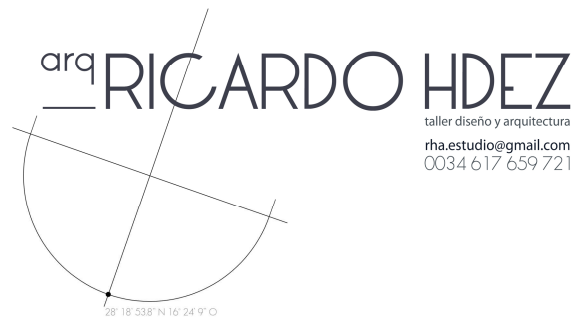 arq RICARDO HDEZ
taller diseño y arquitectura
rha.estudio@gmail.com
0034 617 659 721
28' 18' 53.8" N 16' 24' 9" O